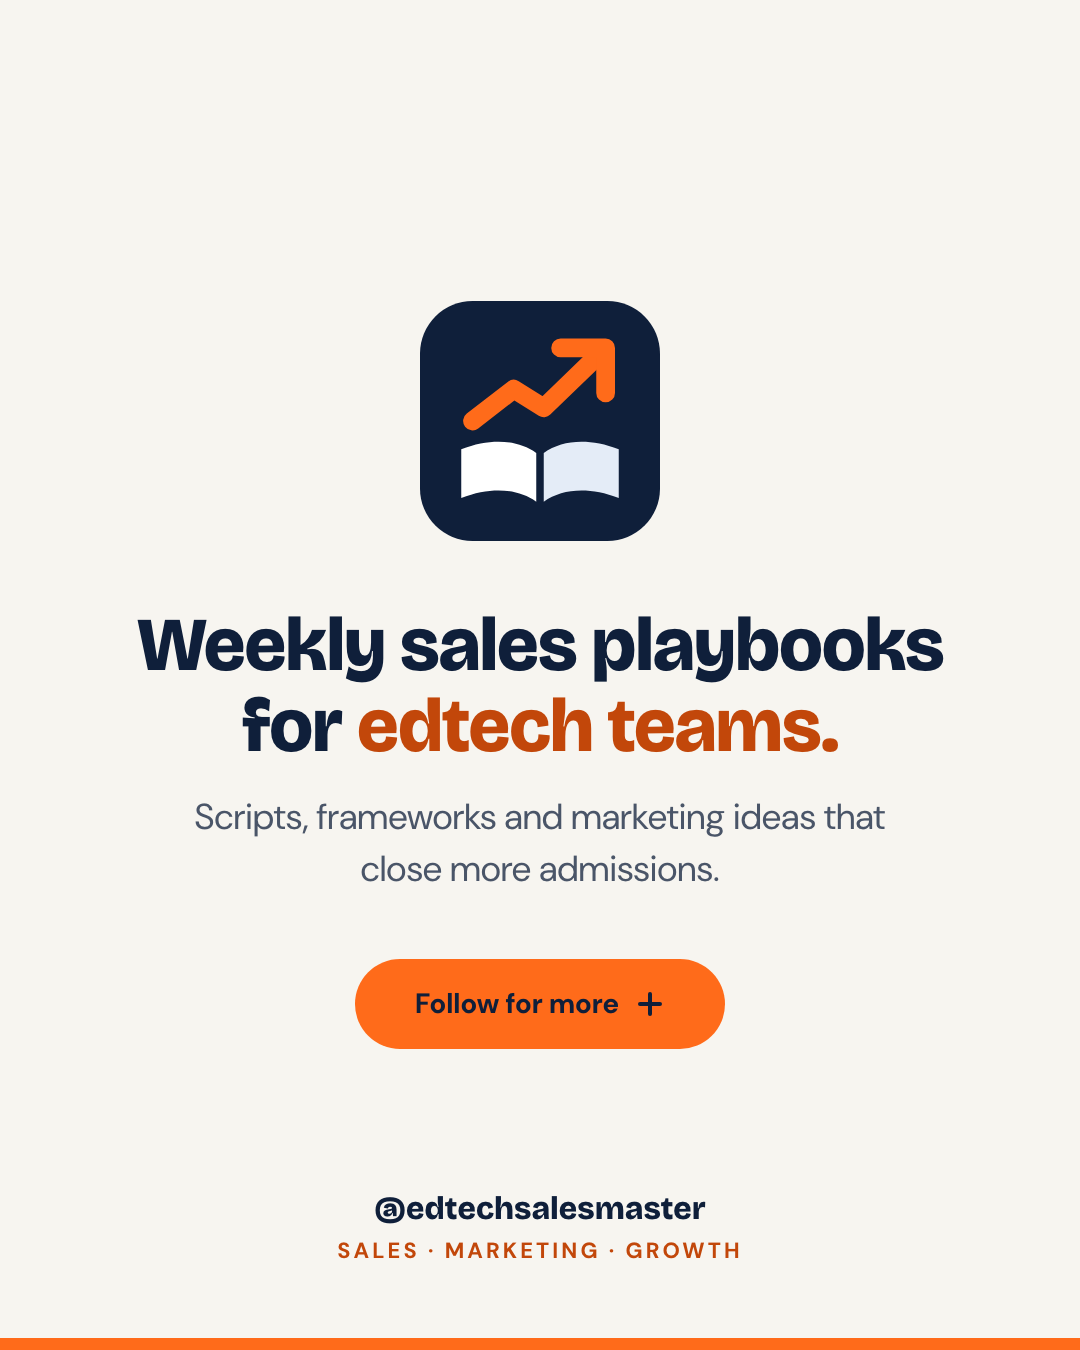 Weekly sales playbooks
for edtech teams.
Scripts, frameworks and marketing ideas that
close more admissions.
Follow for more +
@edtechsalesmaster
SALES · MARKETING · GROWTH